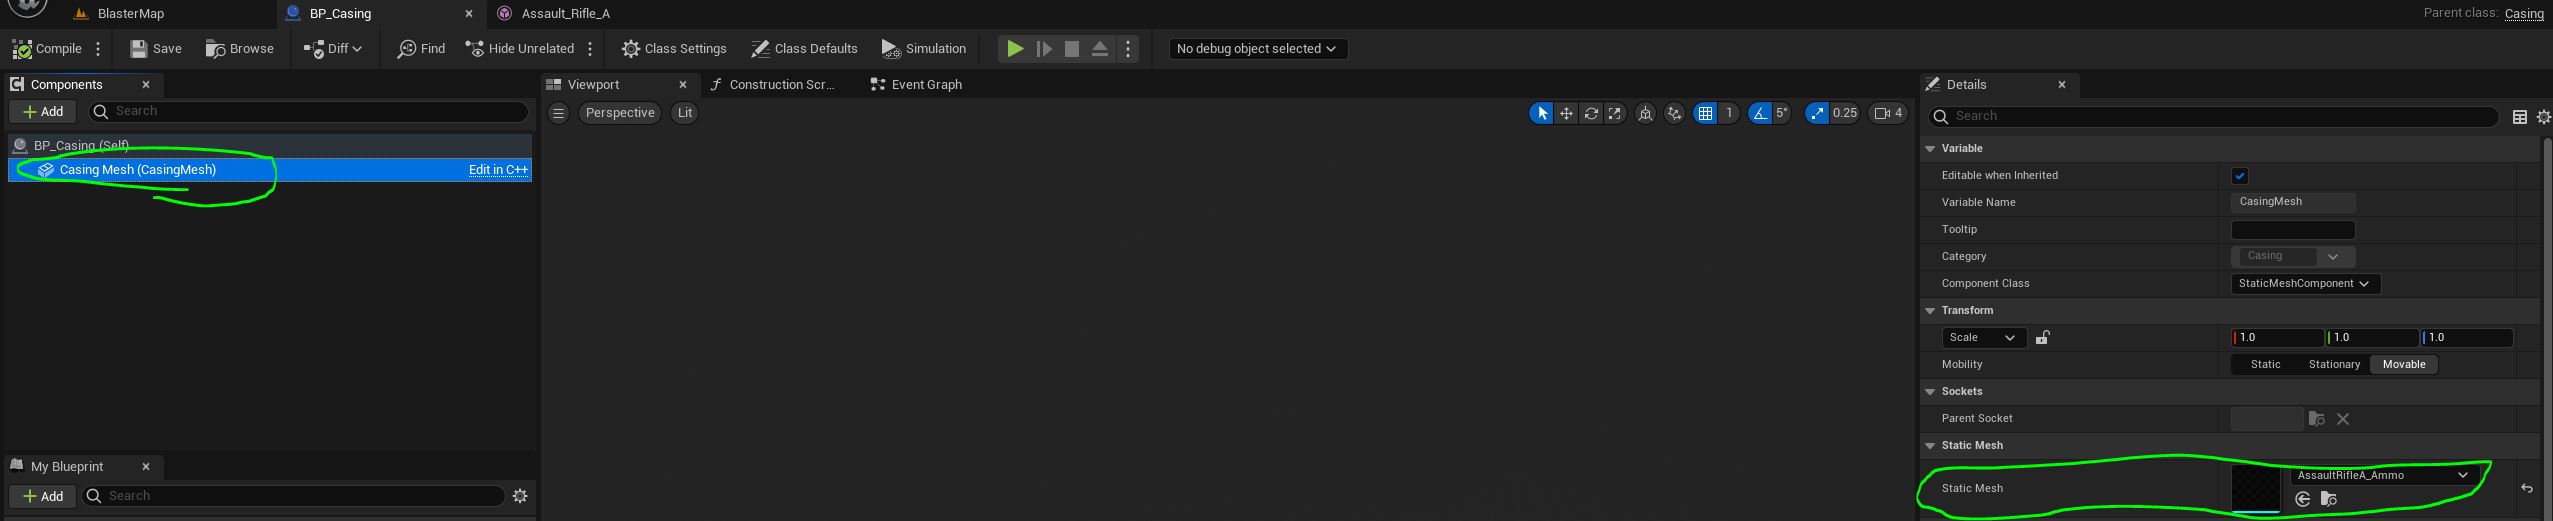 BlasterMap BP_Casing Assault_Rifle_A Parent class: Casing
Compile Save Browse Diff Find Hide Unrelated Class Settings Class Defaults Simulation No debug object selected
Components Viewport Construction Scr... Event Graph Details
Add Search Perspective Lit 1 5° 0.25 4 Search
BP_Casing (Self) Variable
Casing Mesh (CasingMesh) Edit in C++ Editable when Inherited
Variable Name CasingMesh
Tooltip
Category Casing
Component Class StaticMeshComponent
Transform
Scale 1.0 1.0 1.0
Mobility Static Stationary Movable
Sockets
Parent Socket
Static Mesh
My Blueprint
Static Mesh AssaultRifleA_Ammo
Add Search